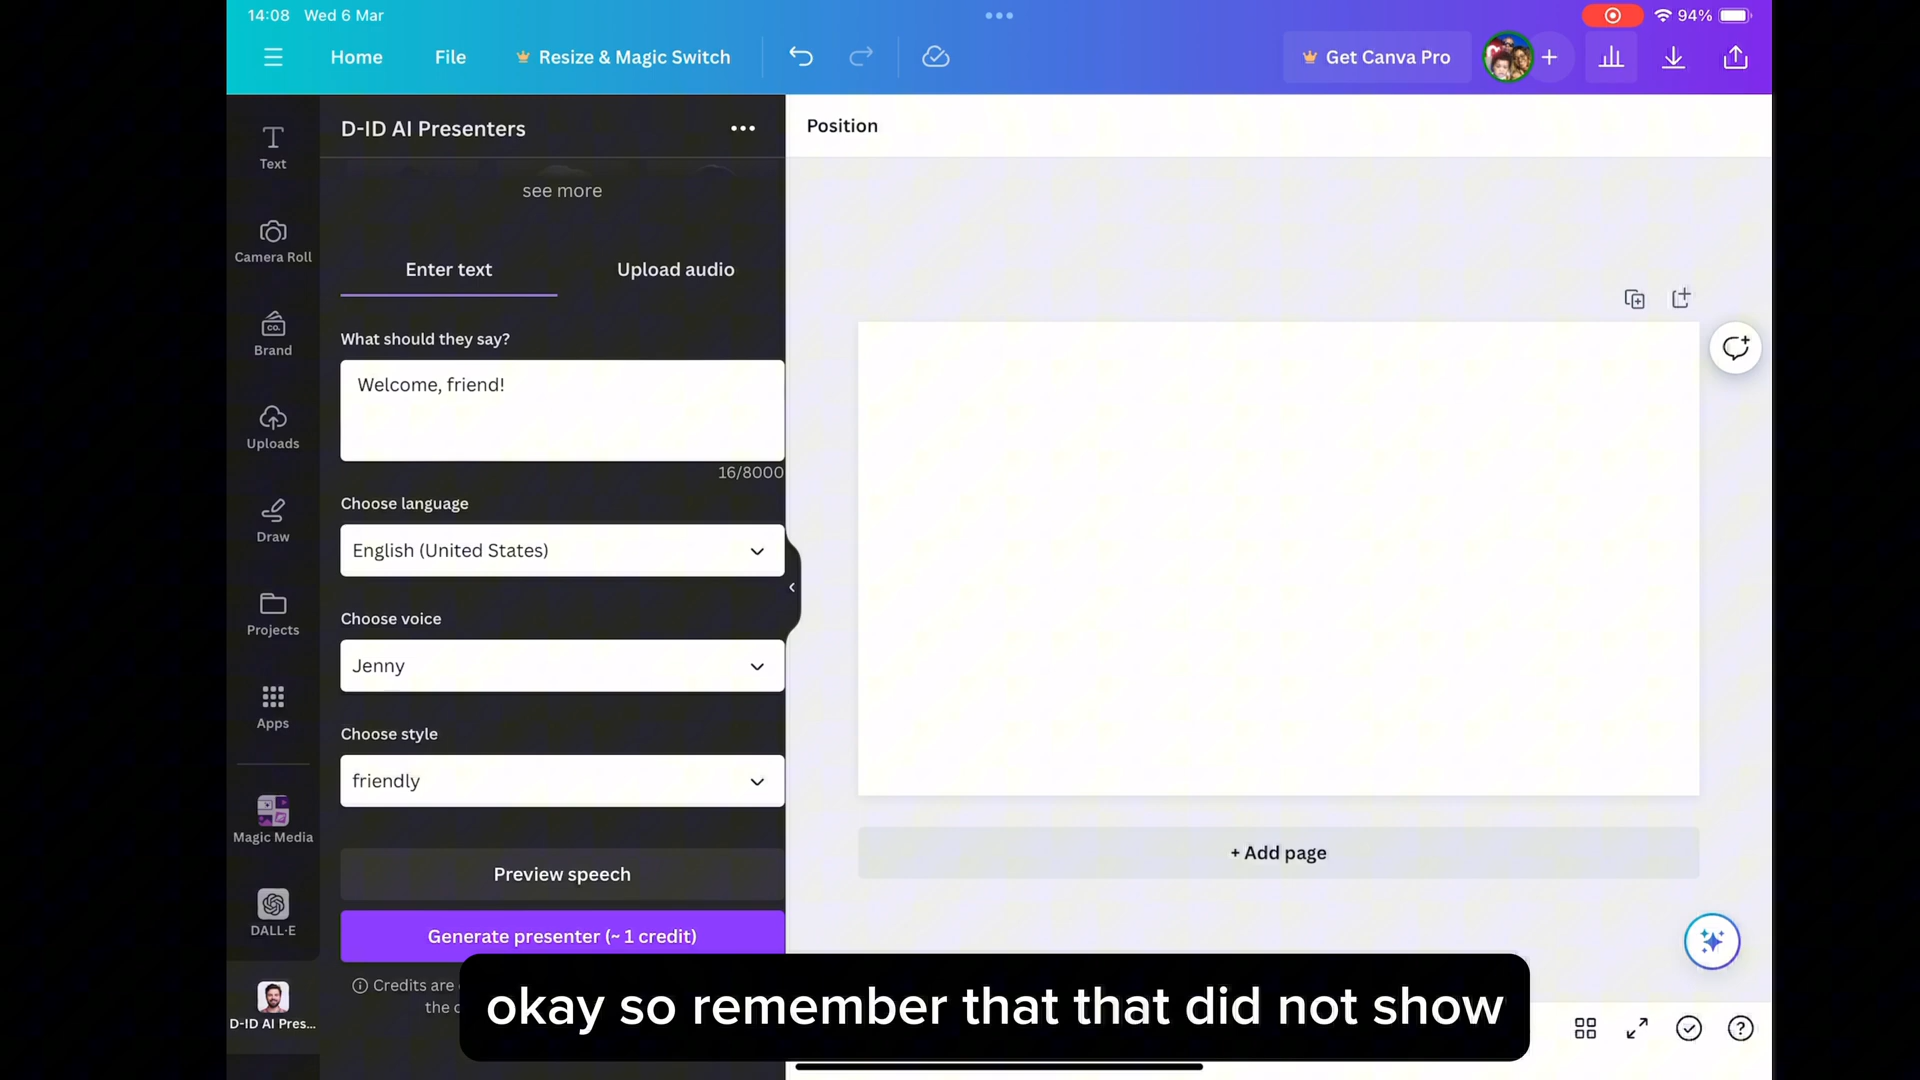 14:08 Wed 6 Mar
94%
Home
File
Resize & Magic Switch
Get Canva Pro
Text
Camera Roll
CO.
Brand
Uploads
Draw
Projects
Apps
Magic Media
DALL·E
D-ID AI Pres...
D-ID AI Presenters
see more
Enter text
Upload audio
What should they say?
Welcome, friend!
16/8000
Choose language
English (United States)
Choose voice
Jenny
Choose style
friendly
Preview speech
Generate presenter (~ 1 credit)
Credits are
the c
Position
+ Add page
okay so remember that that did not show